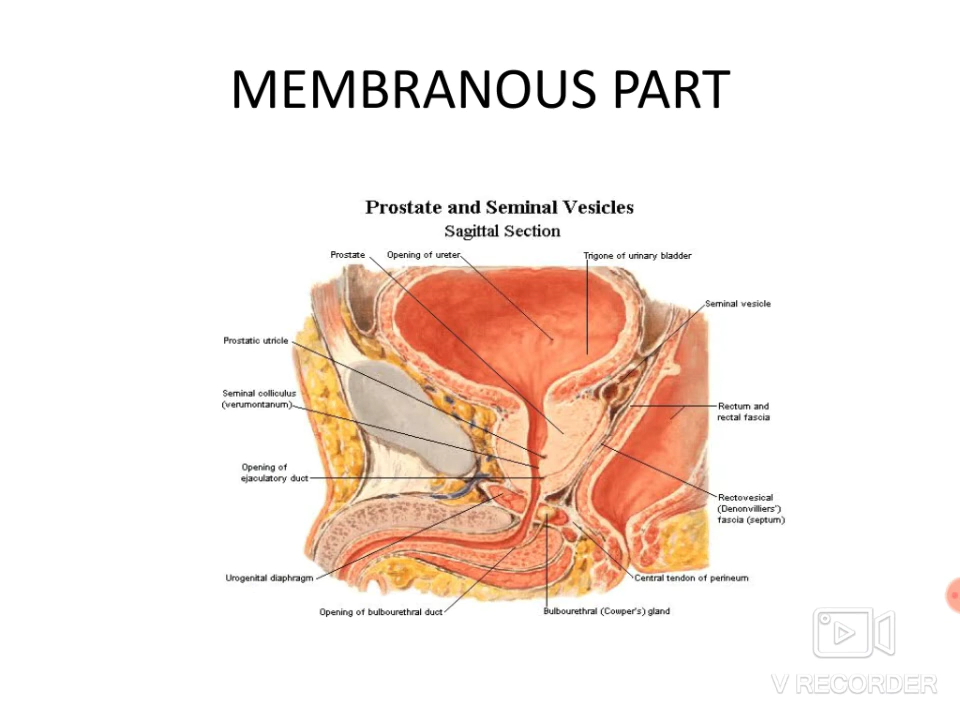 MEMBRANOUS PART
Prostate and Seminal Vesicles
Sagittal Section
Prostate
Opening of ureter
Trigone of urinary bladder
Seminal vesicle
Prostatic utricle
Seminal colliculus
(verumontanum)
Rectum and
rectal fascia
Opening of
ejaculatory duct
Rectovesical
(Denonvilliers')
fascia (septum)
Urogenital diaphragm
Central tendon of perineum
Opening of bulbourethral duct
Bulbourethral (Cowper's) gland
V RECORDER